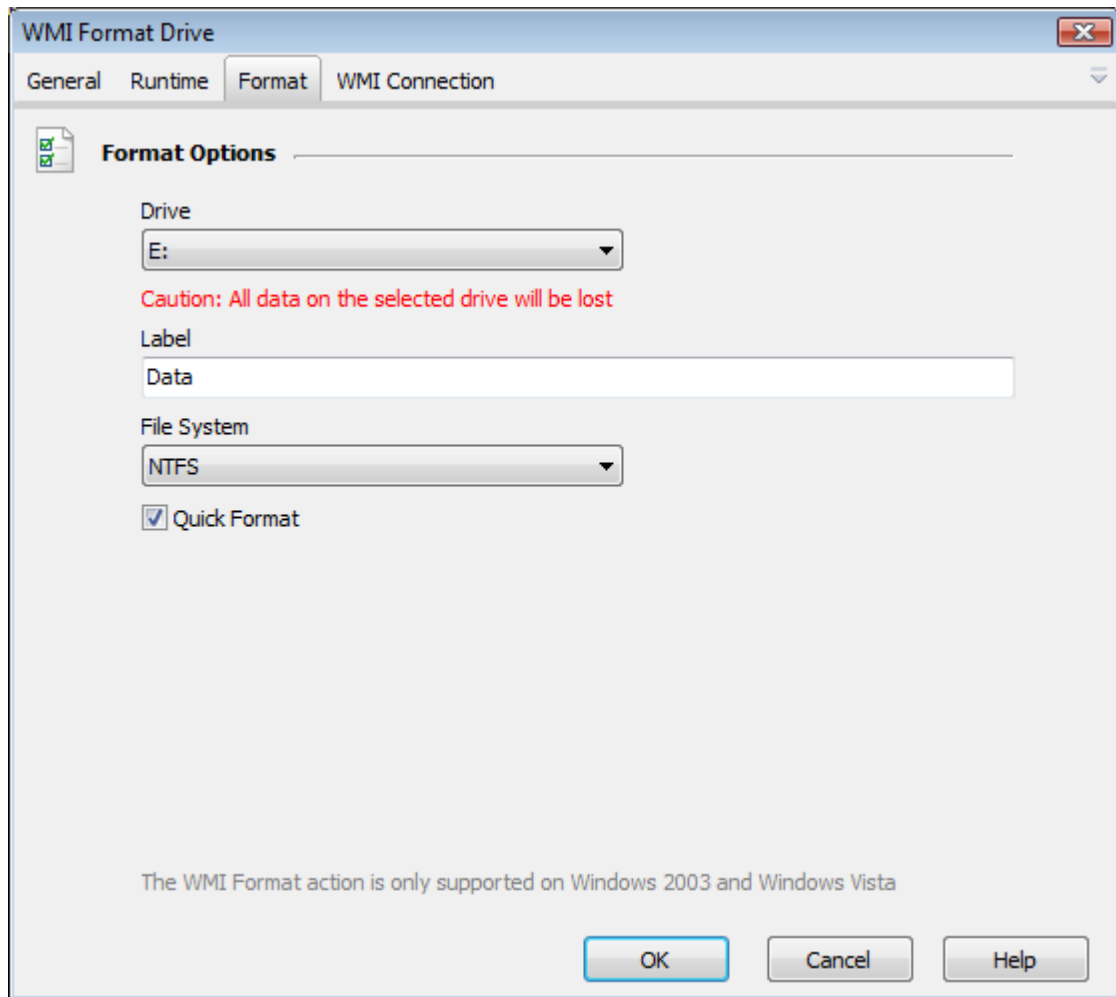 WMI Format Drive
General Runtime Format WMI Connection
Format Options
Drive
E:
Caution: All data on the selected drive will be lost
Label
Data
File System
NTFS
Quick Format
The WMI Format action is only supported on Windows 2003 and Windows Vista
OK Cancel Help